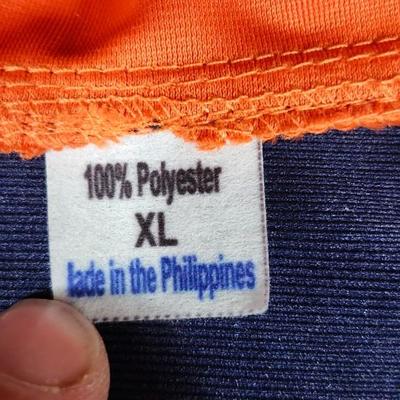 100% Polyester
XL
lade in the Philippines